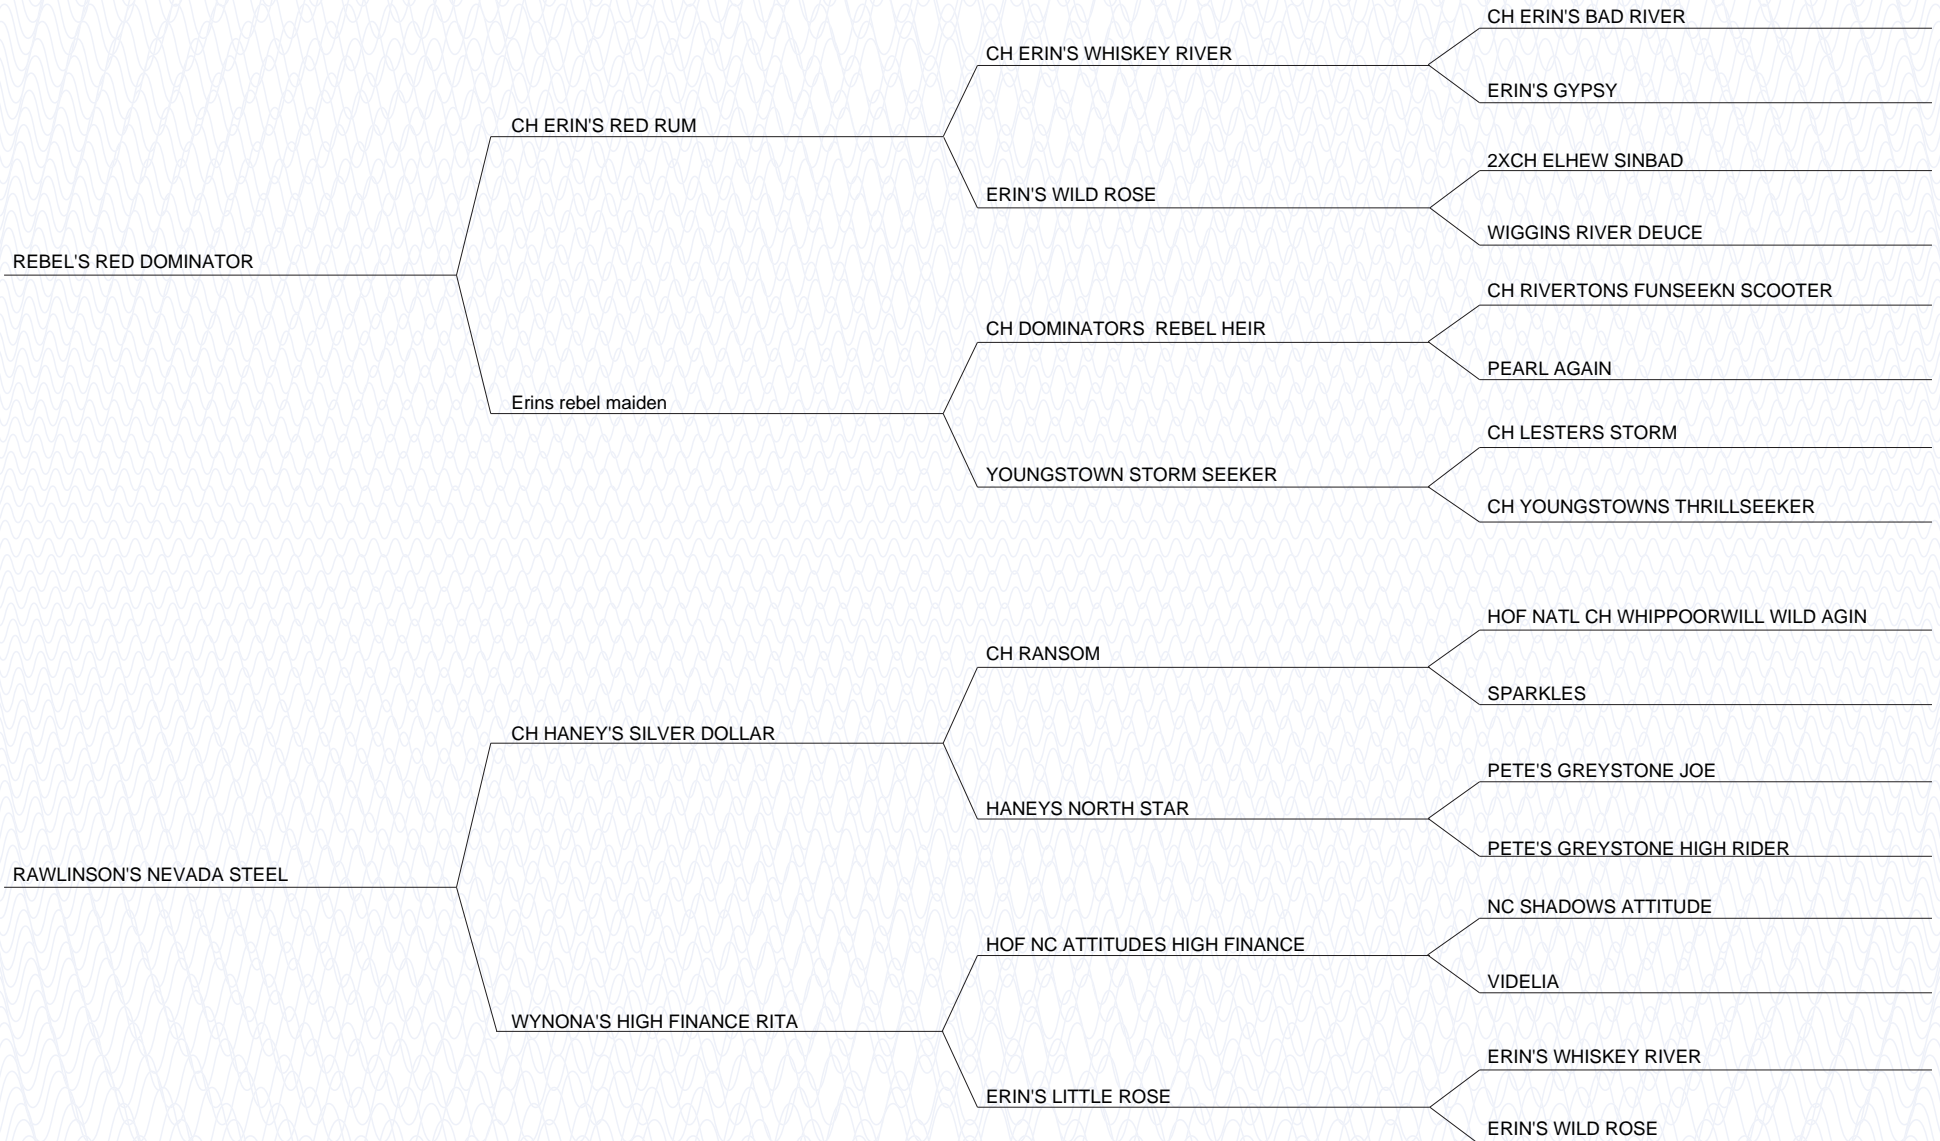 CH ERIN'S BAD RIVER
CH ERIN'S WHISKEY RIVER
ERIN'S GYPSY
CH ERIN'S RED RUM
2XCH ELHEW SINBAD
ERIN'S WILD ROSE
WIGGINS RIVER DEUCE
REBEL'S RED DOMINATOR
CH RIVERTONS FUNSEEKN SCOOTER
CH DOMINATORS  REBEL HEIR
PEARL AGAIN
Erins rebel maiden
CH LESTERS STORM
YOUNGSTOWN STORM SEEKER
CH YOUNGSTOWNS THRILLSEEKER
HOF NATL CH WHIPPOORWILL WILD AGIN
CH RANSOM
SPARKLES
CH HANEY'S SILVER DOLLAR
PETE'S GREYSTONE JOE
HANEYS NORTH STAR
PETE'S GREYSTONE HIGH RIDER
RAWLINSON'S NEVADA STEEL
NC SHADOWS ATTITUDE
HOF NC ATTITUDES HIGH FINANCE
VIDELIA
WYNONA'S HIGH FINANCE RITA
ERIN'S WHISKEY RIVER
ERIN'S LITTLE ROSE
ERIN'S WILD ROSE